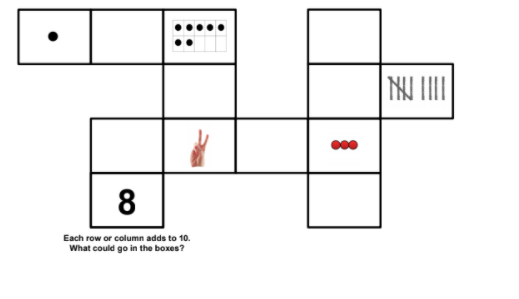 8
Each row or column adds to 10.
What could go in the boxes?